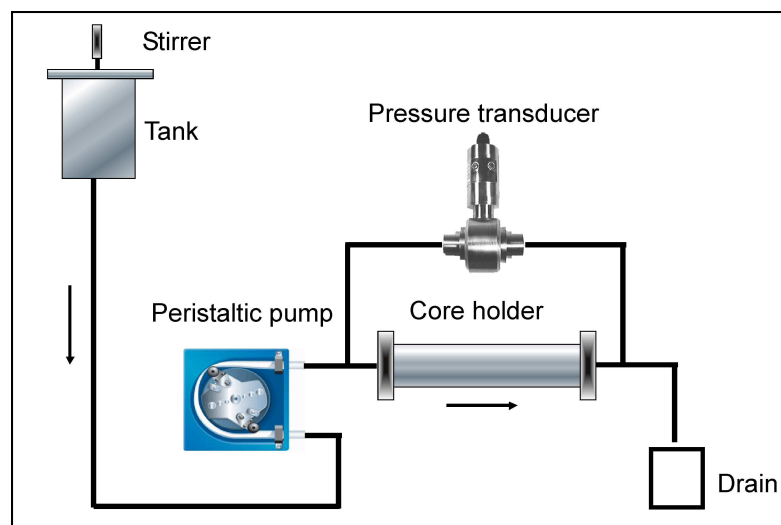 Stirrer
Tank
Pressure transducer
Peristaltic pump
Core holder
Drain